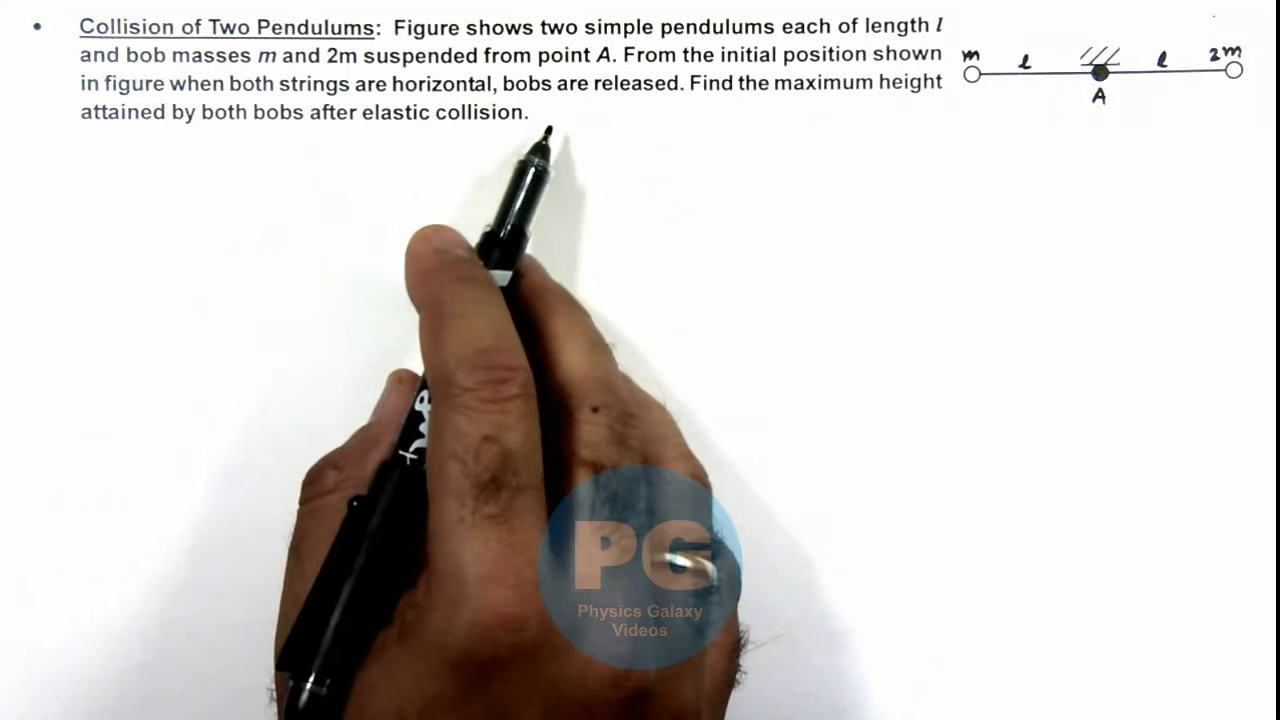 • Collision of Two Pendulums: Figure shows two simple pendulums each of length l
and bob masses m and 2m suspended from point A. From the initial position shown
in figure when both strings are horizontal, bobs are released. Find the maximum height
attained by both bobs after elastic collision.
m l l 2m
A
PG
Physics Galaxy
Videos